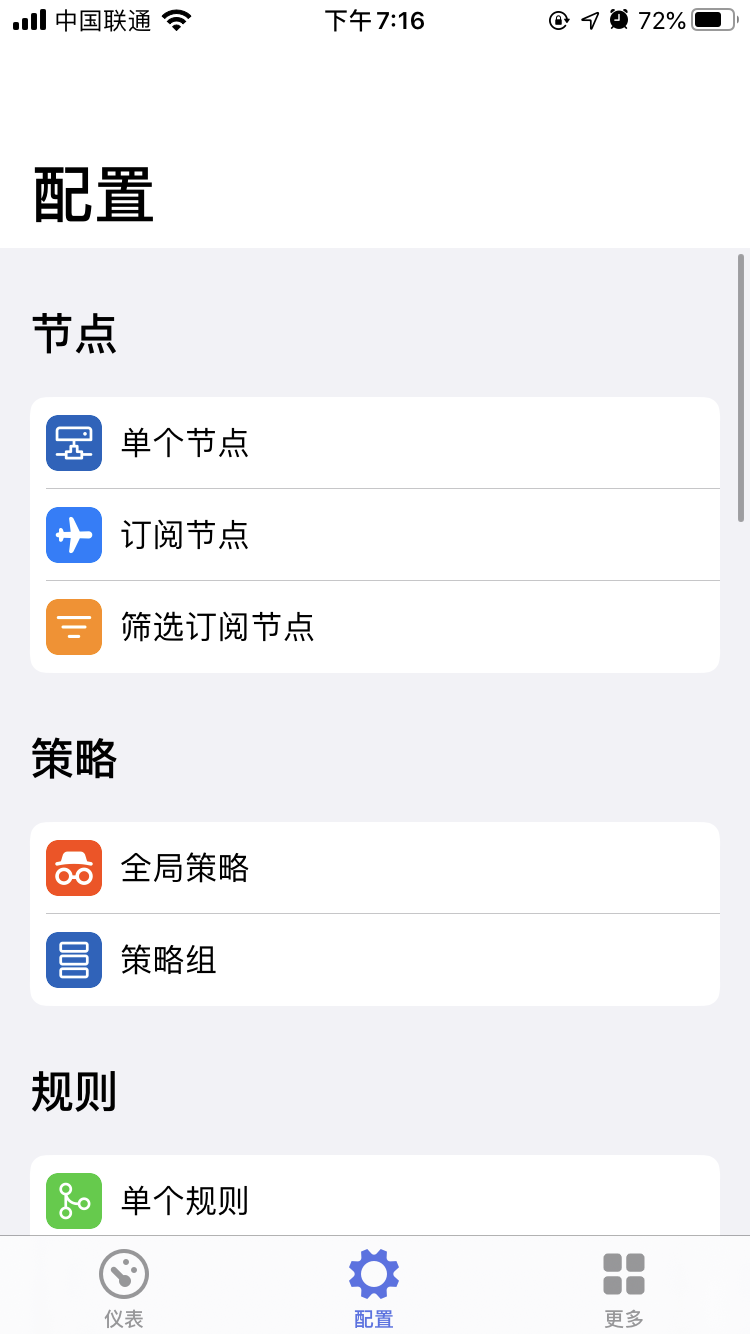 中国联通 下午7:16 72%
配置
节点
单个节点
订阅节点
筛选订阅节点
策略
全局策略
策略组
规则
单个规则
仪表 配置 更多